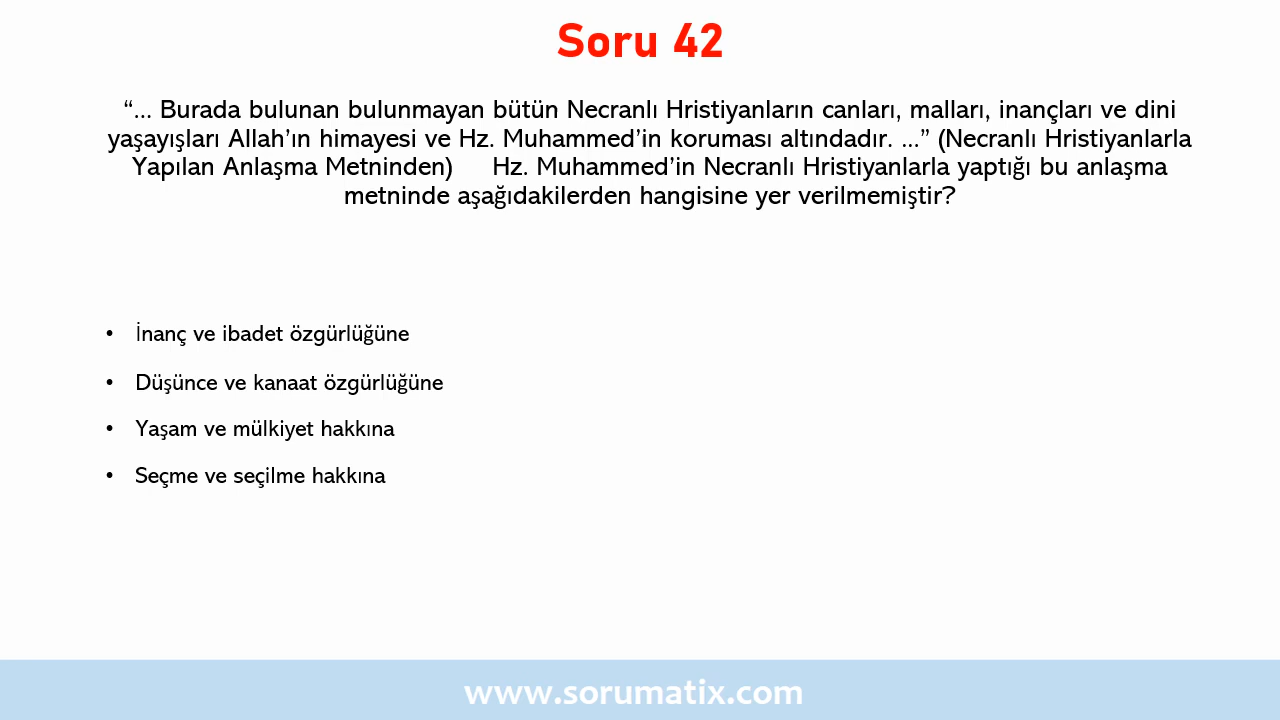 Soru 42
“... Burada bulunan bulunmayan bütün Necranlı Hristiyanların canları, malları, inançları ve dini
yaşayışları Allah’ın himayesi ve Hz. Muhammed’in koruması altındadır. ...” (Necranlı Hristiyanlarla
Yapılan Anlaşma Metninden) Hz. Muhammed’in Necranlı Hristiyanlarla yaptığı bu anlaşma
metninde aşağıdakilerden hangisine yer verilmemiştir?
• İnanç ve ibadet özgürlüğüne
• Düşünce ve kanaat özgürlüğüne
• Yaşam ve mülkiyet hakkına
• Seçme ve seçilme hakkına
www.sorumatix.com